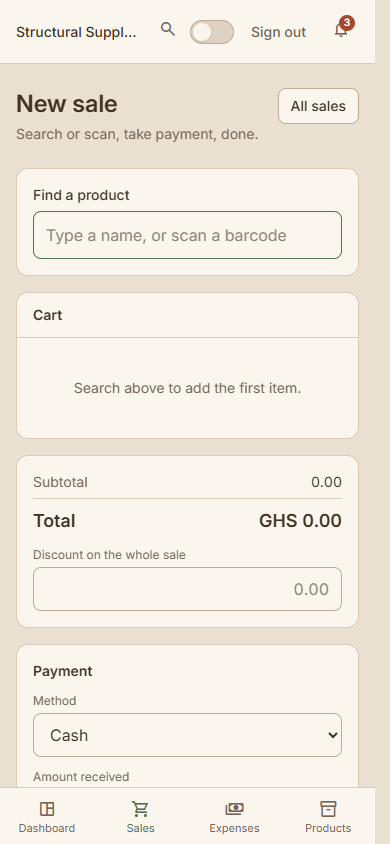 Structural Suppl...
Sign out
3
New sale
All sales
Search or scan, take payment, done.
Find a product
Type a name, or scan a barcode
Cart
Search above to add the first item.
Subtotal 0.00
Total GHS 0.00
Discount on the whole sale
0.00
Payment
Method
Cash
Amount received
Dashboard Sales Expenses Products